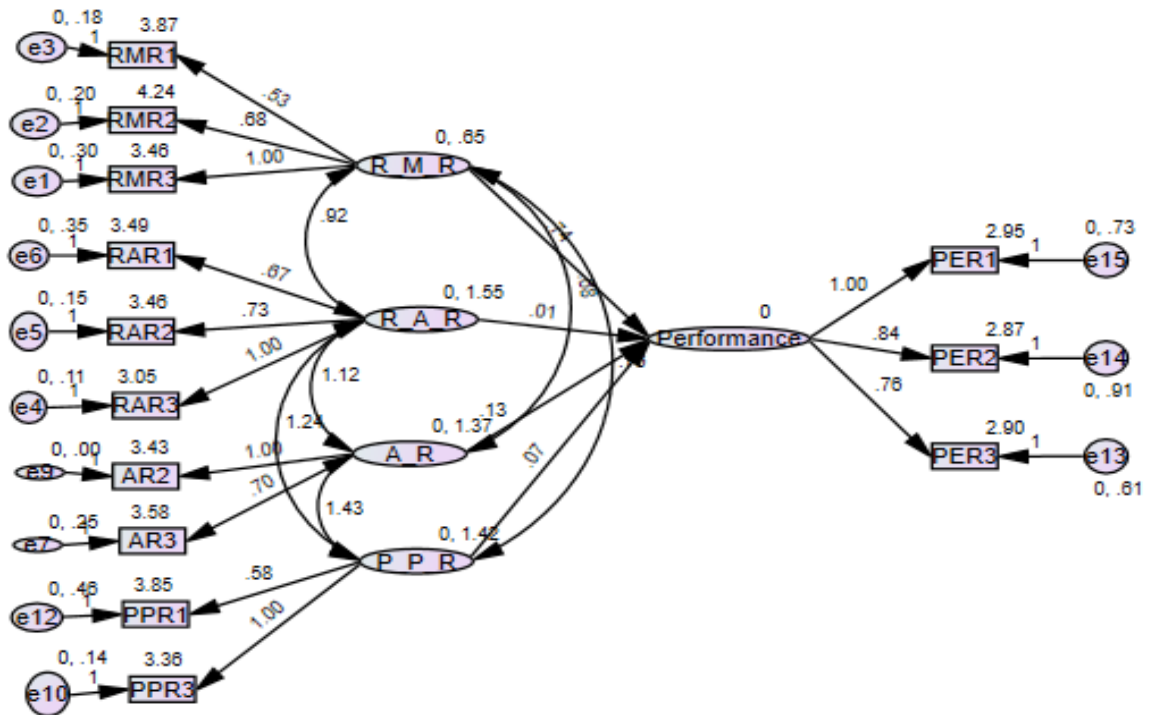 0, .18
3.87
e3
1
RMR1
0, .20
4.24
.53
e2
1
RMR2
.68
0, .65
0, .30
3.46
1.00
R_M_R
e1
1
RMR3
.92
.74
0, .35
3.49
e6
1
RAR1
.67
2.95
0, .73
PER1
1
e15
0, .15
3.46
1.00
0, 1.55
e5
1
RAR2
.73
R_A_R
.01
0
Performance
.84
2.87
PER2
1
e14
0, .91
0, .11
3.05
1.00
e4
1
RAR3
1.12
.76
1.24
.13
0, 1.37
2.90
PER3
1
e13
0, .61
0, .00
3.43
1.00
A_R
e9
1
AR2
.70
.07
0, .25
3.58
1.43
e7
1
AR3
0, 1.42
P_P_R
0, .46
3.85
.58
e12
1
PPR1
1.00
0, .14
3.36
e10
1
PPR3